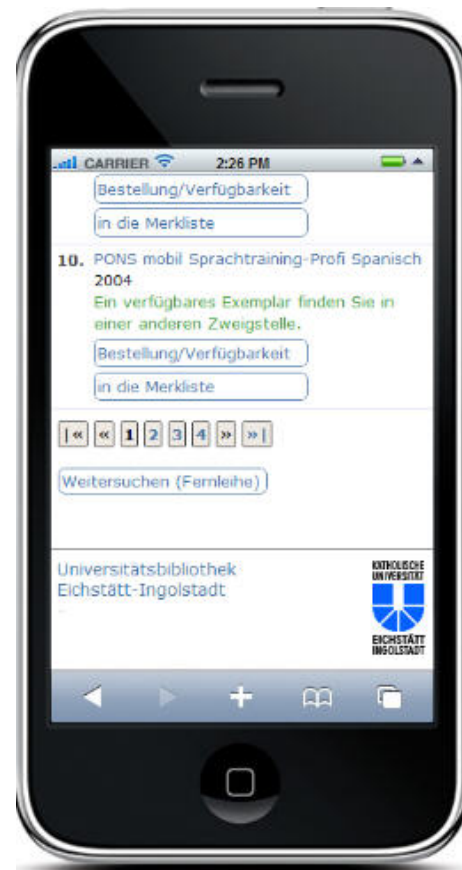 CARRIER 2:26 PM
Bestellung/Verfügbarkeit
in die Merkliste
10. PONS mobil Sprachtraining-Profi Spanisch
2004
Ein verfügbares Exemplar finden Sie in
einer anderen Zweigstelle.
Bestellung/Verfügbarkeit
in die Merkliste
|« « 1 2 3 4 » »|
Weitersuchen (Fernleihe)
Universitätsbibliothek
Eichstätt-Ingolstadt
KATHOLISCHE
UNIVERSITÄT
EICHSTÄTT
INGOLSTADT